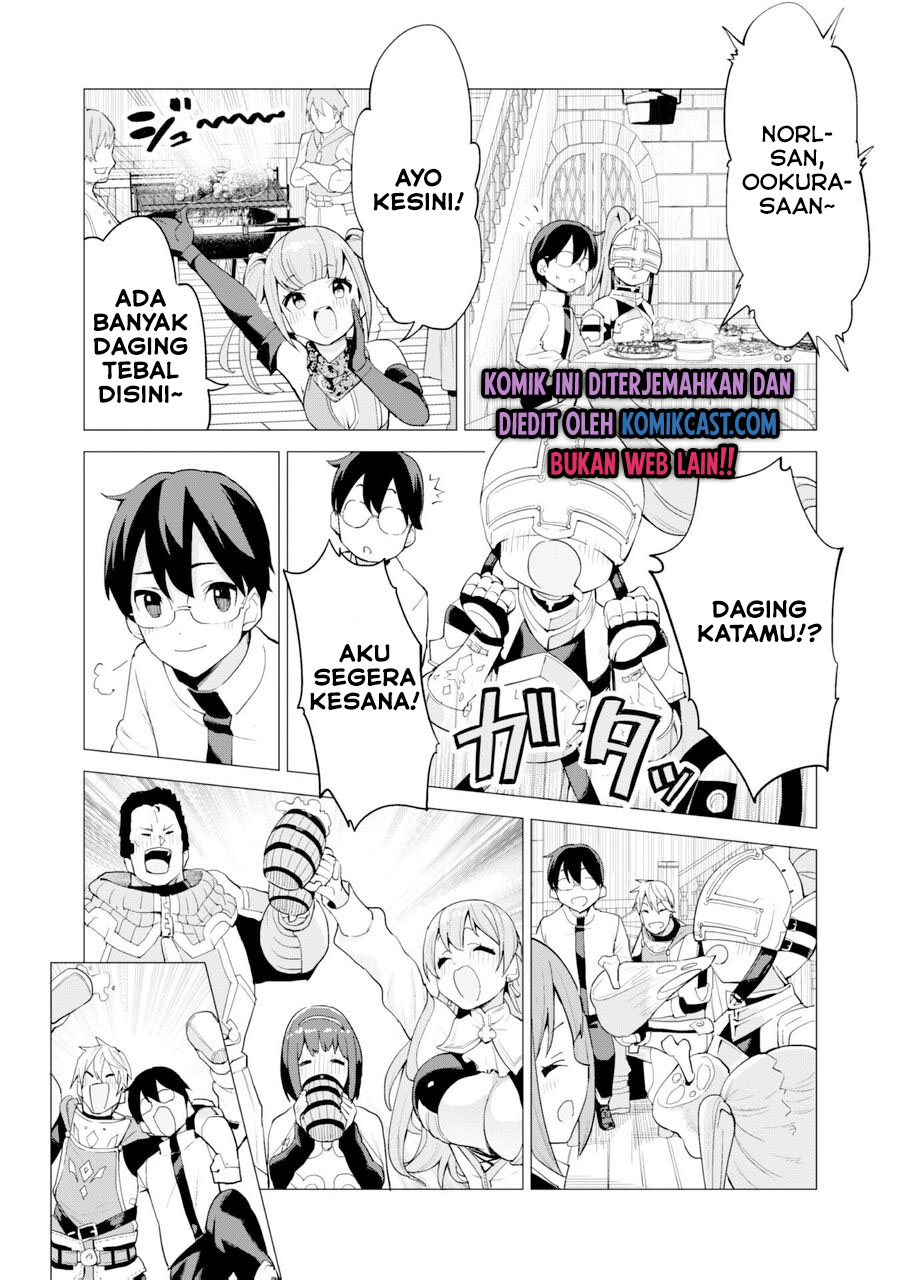 NORL-
SAN,
OOKURA-
SAAN~
AYO
KESINI!
ジュー
ADA
BANYAK
DAGING
TEBAL
DISINI~
KOMIK INI DITERJEMAHKAN DAN
DIEDIT OLEH KOMIKCAST.COM
BUKAN WEB LAIN!!
DAGING
KATAMU!?
ガタッ
AKU
SEGERA
KESANA!